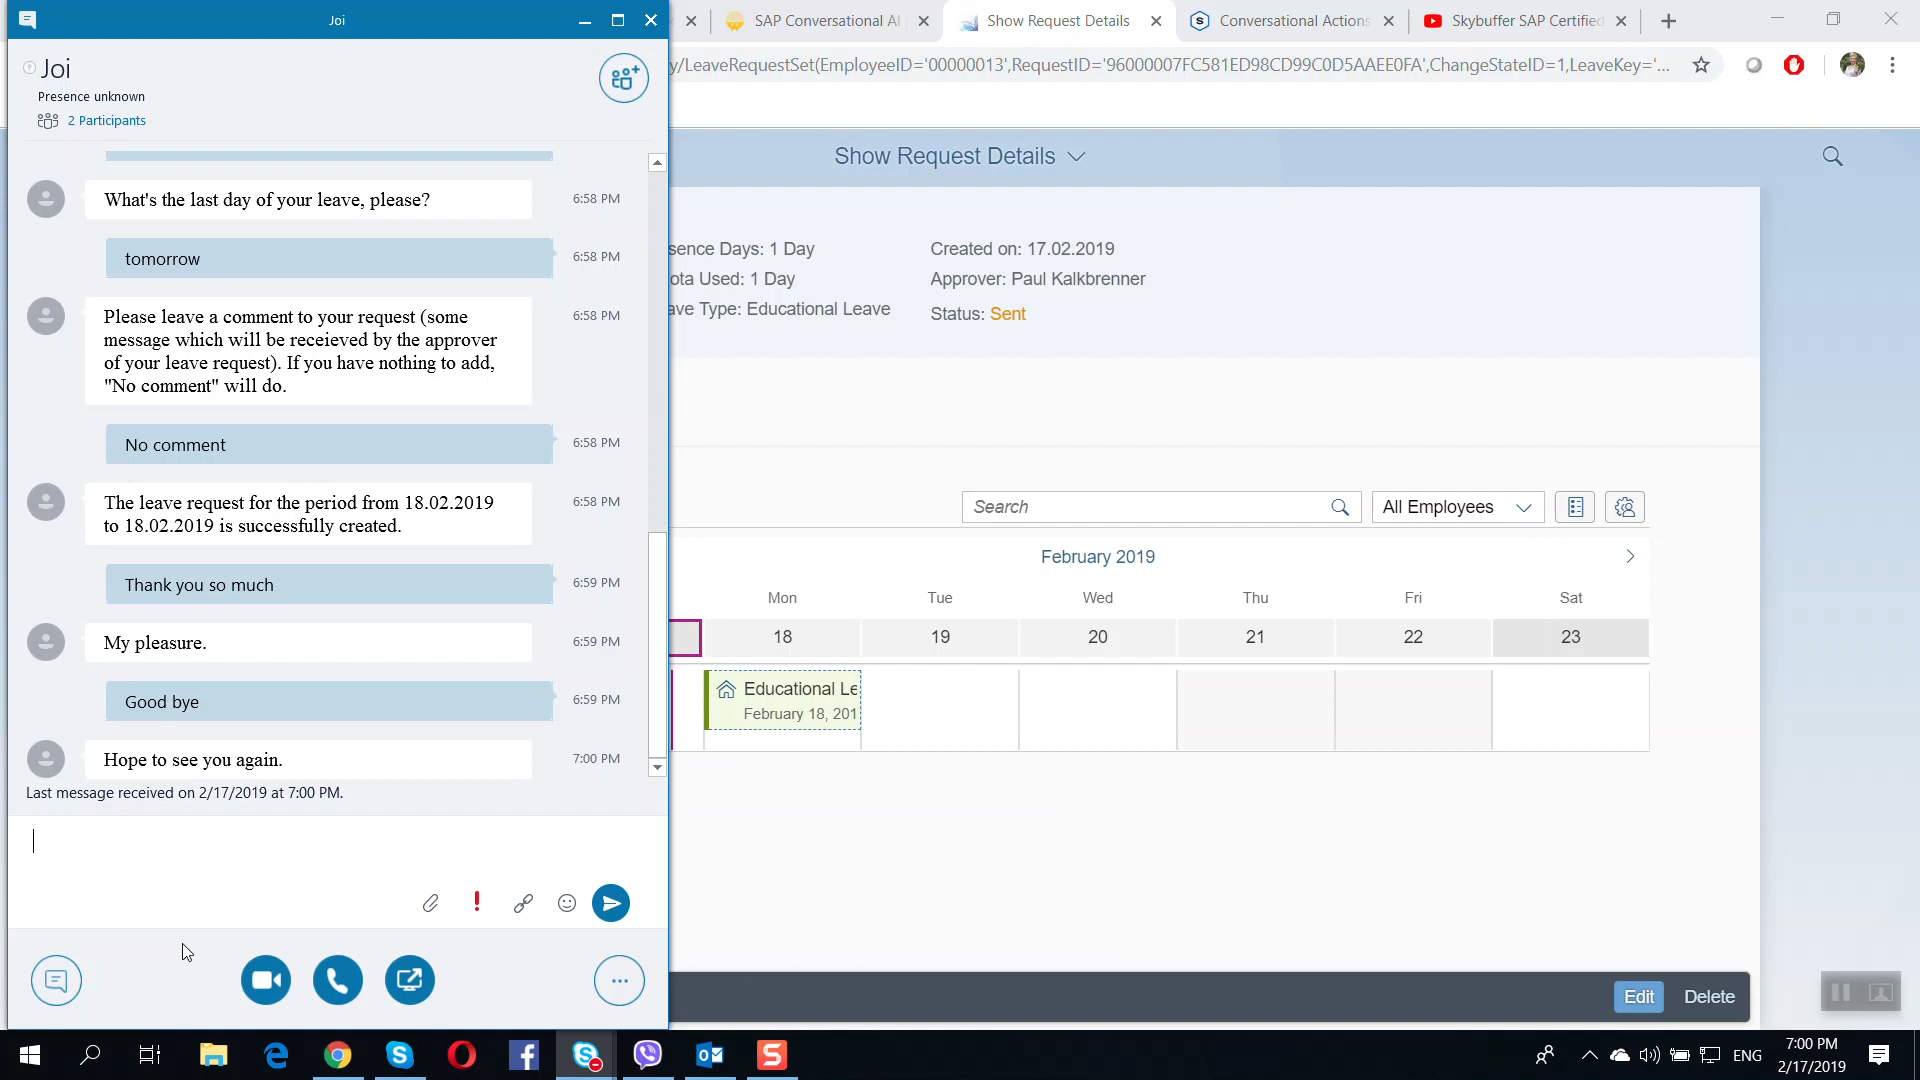 Joi
SAP Conversational AI
Show Request Details
Conversational Actions
Skybuffer SAP Certified
Joi
Presence unknown
2 Participants
y/LeaveRequestSet(EmployeeID='00000013',RequestID='96000007FC581ED98CD99C0D5AAEE0FA',ChangeStateID=1,LeaveKey='...
Show Request Details
What's the last day of your leave, please?
6:58 PM
tomorrow
6:58 PM
Please leave a comment to your request (some
message which will be receieved by the approver
of your leave request). If you have nothing to add,
"No comment" will do.
6:58 PM
No comment
6:58 PM
The leave request for the period from 18.02.2019
to 18.02.2019 is successfully created.
6:58 PM
Thank you so much
6:59 PM
My pleasure.
6:59 PM
Good bye
6:59 PM
Hope to see you again.
7:00 PM
Last message received on 2/17/2019 at 7:00 PM.
sence Days: 1 Day
ota Used: 1 Day
ave Type: Educational Leave
Created on: 17.02.2019
Approver: Paul Kalkbrenner
Status: Sent
Search
All Employees
February 2019
Mon Tue Wed Thu Fri Sat
18 19 20 21 22 23
Educational Le
February 18, 201
Edit Delete
ENG
7:00 PM
2/17/2019